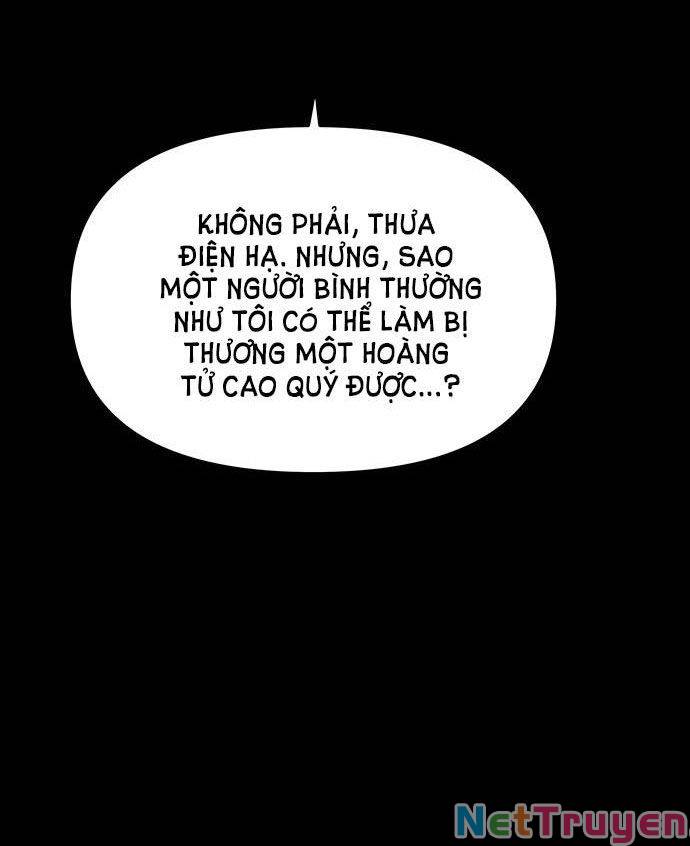 KHÔNG PHẢI, THƯA
ĐIỆN HẠ. NHƯNG, SAO
MỘT NGƯỜI BÌNH THƯỜNG
NHƯ TÔI CÓ THỂ LÀM BỊ
THƯƠNG MỘT HOÀNG
TỬ CAO QUÝ ĐƯỢC...?
NetTruyen